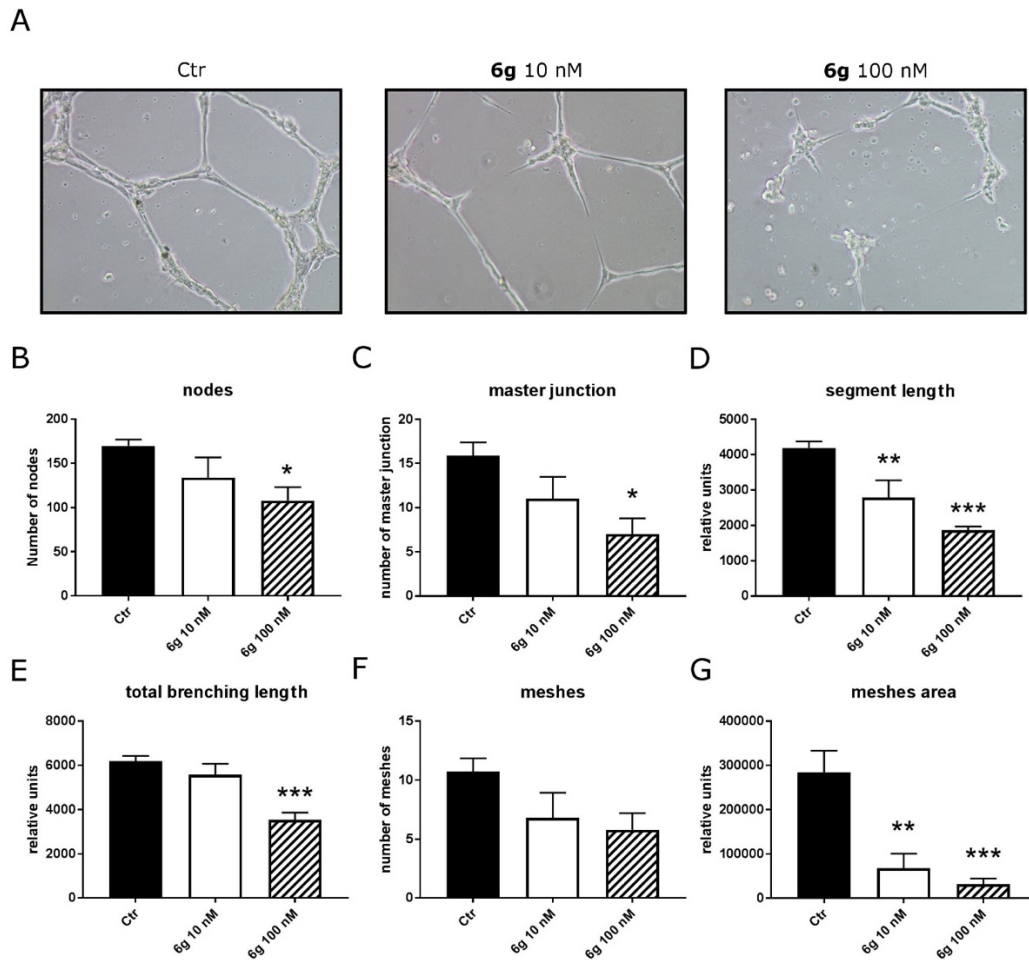 A
Ctr
6g 10 nM
6g 100 nM
B
nodes
Number of nodes
200
150
100
50
0
*
Ctr
6g 10 nM
6g 100 nM
C
master junction
number of master junction
20
15
10
5
0
*
Ctr
6g 10 nM
6g 100 nM
D
segment length
relative units
5000
4000
3000
2000
1000
0
**
***
Ctr
6g 10 nM
6g 100 nM
E
total brenching length
relative units
8000
6000
4000
2000
0
***
Ctr
6g 10 nM
6g 100 nM
F
meshes
number of meshes
15
10
5
0
Ctr
6g 10 nM
6g 100 nM
G
meshes area
relative units
400000
300000
200000
100000
0
**
***
Ctr
6g 10 nM
6g 100 nM